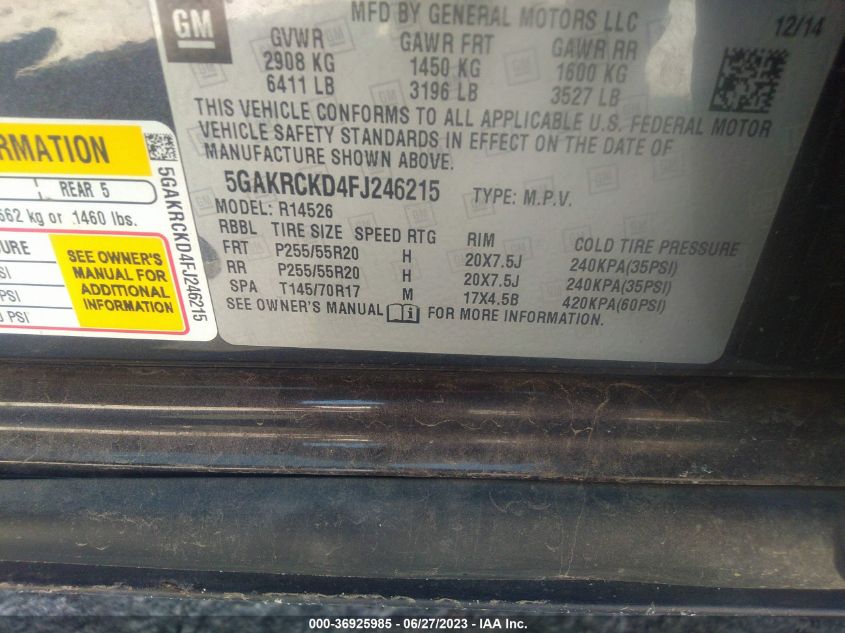 GM
MFD BY GENERAL MOTORS LLC
12/14
GVWR GAWR FRT GAWR RR
2908 KG 1450 KG 1600 KG
6411 LB 3196 LB 3527 LB
THIS VEHICLE CONFORMS TO ALL APPLICABLE U.S. FEDERAL MOTOR
VEHICLE SAFETY STANDARDS IN EFFECT ON THE DATE OF
MANUFACTURE SHOWN ABOVE.
5GAKRCKD4FJ246215 TYPE: M.P.V.
MODEL: R14526
RBBL TIRE SIZE SPEED RTG RIM COLD TIRE PRESSURE
FRT P255/55R20 H 20X7.5J 240KPA(35PSI)
RR P255/55R20 H 20X7.5J 240KPA(35PSI)
SPA T145/70R17 M 17X4.5B 420KPA(60PSI)
SEE OWNER'S MANUAL FOR MORE INFORMATION.
RMATION
REAR 5
662 kg or 1460 lbs.
SURE
SI
PSI
PSI
SEE OWNER'S
MANUAL FOR
ADDITIONAL
INFORMATION
5GAKRCKD4FJ246215
000-36925985 - 06/27/2023 - IAA Inc.